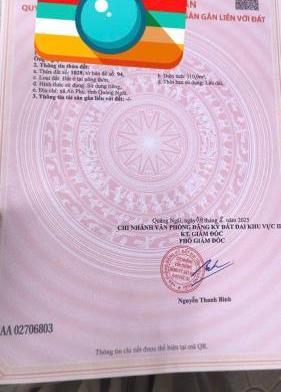 SẢN GẮN LIỀN VỚI ĐẤT
Ông
2. Thông tin thửa đất:
a. Thửa đất số: 1028; tờ bản đồ số: 94;
b. Diện tích: 110,0m²;
c. Loại đất: Đất ở tại nông thôn;
d. Thời hạn sử dụng: Lâu dài;
đ. Hình thức sử dụng: Sử dụng riêng;
e. Địa chỉ: xã An Phú, tỉnh Quảng Ngãi.
3. Thông tin tài sản gắn liền với đất: -/-
Quảng Ngãi, ngày tháng năm 2025
CHI NHÁNH VĂN PHÒNG ĐĂNG KÝ ĐẤT ĐAI KHU VỰC
KT. GIÁM ĐỐC
PHÓ GIÁM ĐỐC
Nguyễn Thanh Bình
AA 02706803
Thông tin chi tiết được thể hiện tại mã QR.